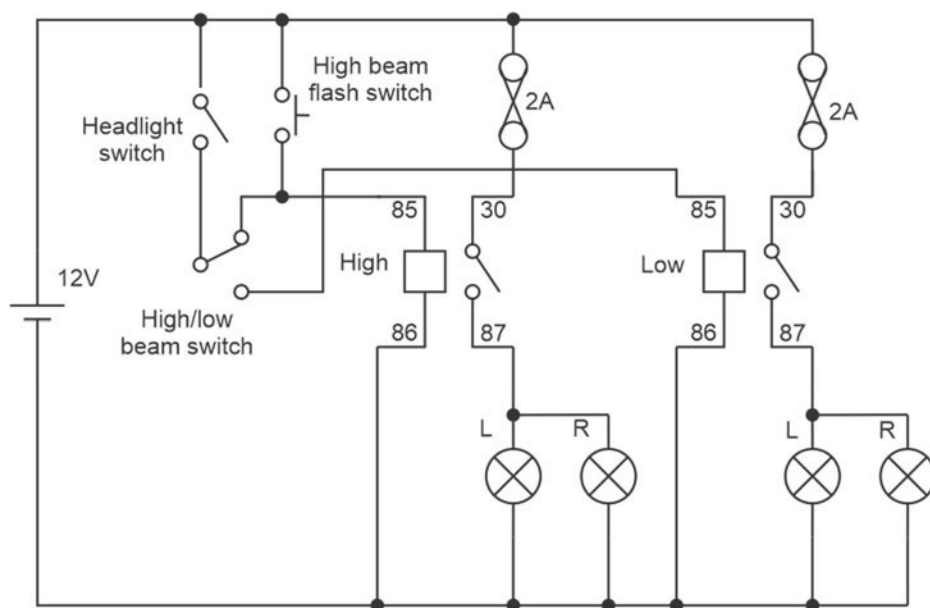 High beam
flash switch
2A
2A
Headlight
switch
85
30
85
30
High
Low
12V
High/low
beam switch
86
87
86
87
L
R
L
R